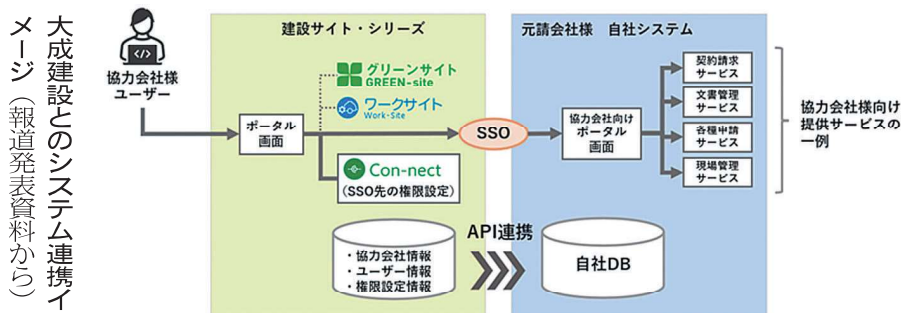 大成建設とのシステム連携イ
メージ（報道発表資料から）
協力会社様
ユーザー
建設サイト・シリーズ
グリーンサイト
GREEN-site
ワークサイト
Work-Site
ポータル
画面
Con-nect
(SSO先の権限設定)
SSO
元請会社様　自社システム
協力会社向け
ポータル
画面
契約請求
サービス
文書管理
サービス
各種申請
サービス
現場管理
サービス
協力会社様向け
提供サービスの
一例
・協力会社情報
・ユーザー情報
・権限設定情報
API連携
自社DB